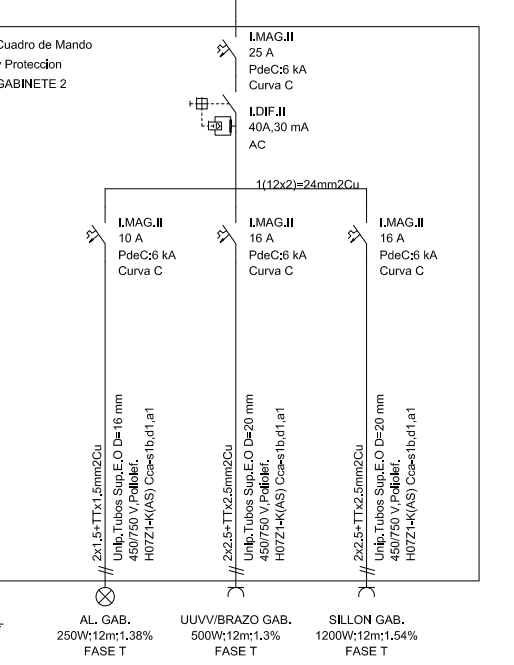 Cuadro de Mando
y Proteccion
GABINETE 2
I.MAG.II
25 A
PdeC:6 kA
Curva C
I.DIF.II
40A,30 mA
AC
1(12x2)=24mm2Cu
I.MAG.II
10 A
PdeC:6 kA
Curva C
I.MAG.II
16 A
PdeC:6 kA
Curva C
I.MAG.II
16 A
PdeC:6 kA
Curva C
2x1.5+TTx1.5mm2Cu
Unip.Tubos Sup.E.O D=16 mm
450/750 V,Poliolef.
H07Z1-K(AS) Cca-s1b,d1,a1
2x2.5+TTx2.5mm2Cu
Unip.Tubos Sup.E.O D=20 mm
450/750 V,Poliolef.
H07Z1-K(AS) Cca-s1b,d1,a1
2x2.5+TTx2.5mm2Cu
Unip.Tubos Sup.E.O D=20 mm
450/750 V,Poliolef.
H07Z1-K(AS) Cca-s1b,d1,a1
AL. GAB.
250W;12m;1.38%
FASE T
UUVV/BRAZO GAB.
500W;12m;1.3%
FASE T
SILLON GAB.
1200W;12m;1.54%
FASE T